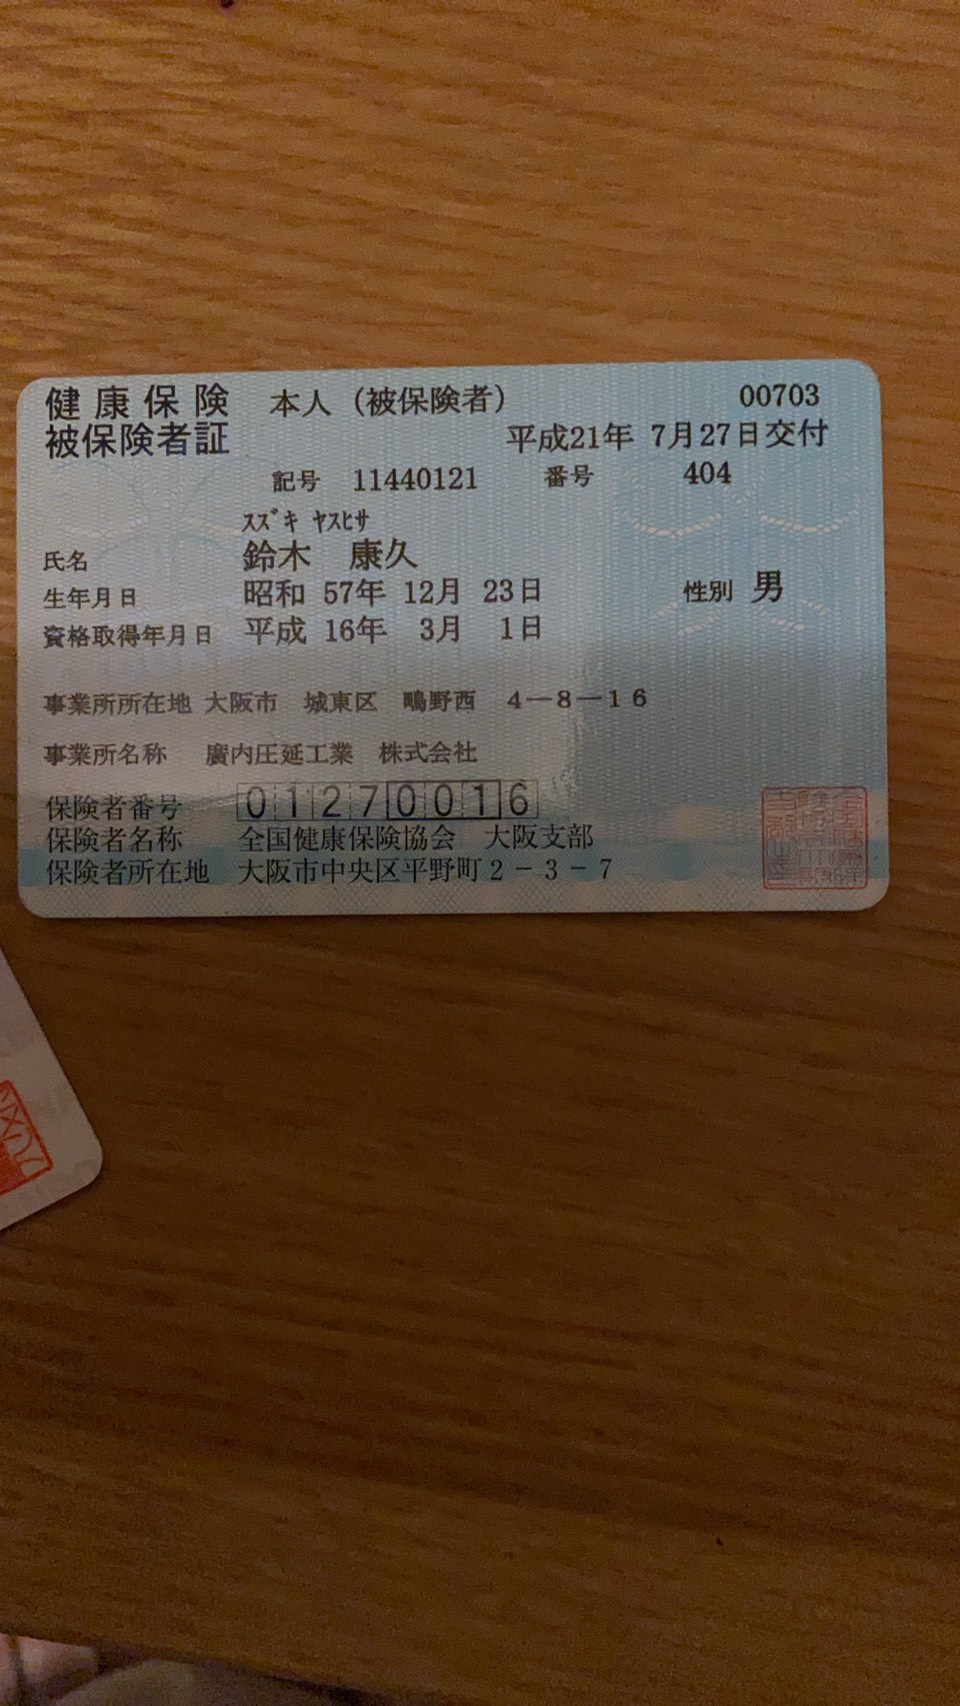 健康保険 本人（被保険者） 00703
被保険者証 平成21年 7月27日交付
記号 11440121 番号 404
ｽｽﾞｷ ﾔｽﾋｻ
氏名 鈴木 康久
生年月日 昭和 57年 12月 23日 性別 男
資格取得年月日 平成 16年 3月 1日
事業所所在地 大阪市 城東区 鴫野西 4－8－16
事業所名称 廣内圧延工業 株式会社
保険者番号 01270016
保険者名称 全国健康保険協会 大阪支部
保険者所在地 大阪市中央区平野町2－3－7